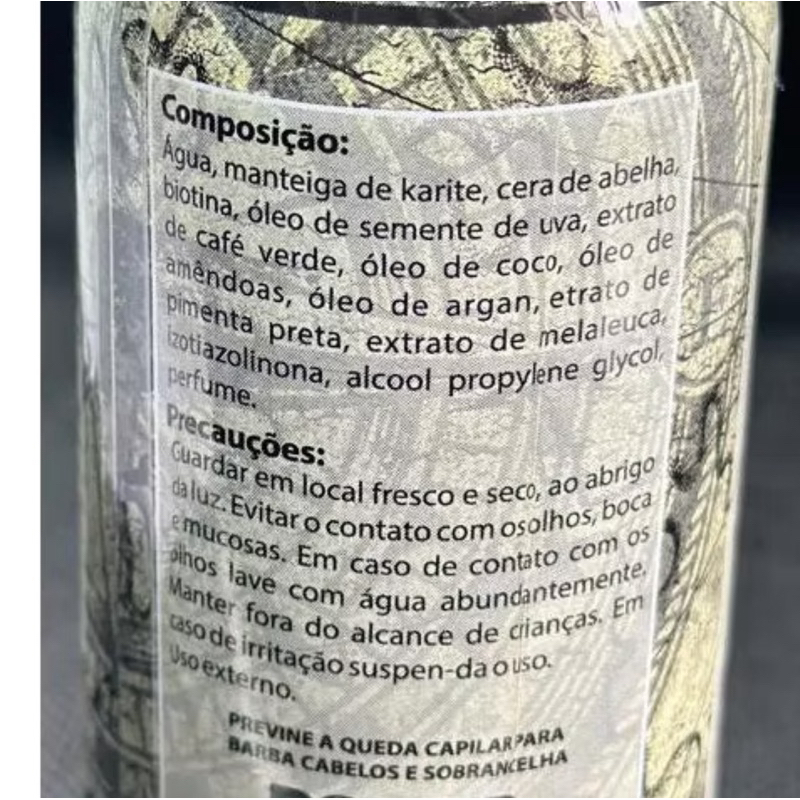 Composição:
Água, manteiga de karite, cera de abelha,
biotina, óleo de semente de uva, extrato
de café verde, óleo de coco, óleo de
amêndoas, óleo de argan, etrato de
pimenta preta, extrato de melaleuca,
izotiazolinona, alcool propylene glycol,
perfume.
Precauções:
Guardar em local fresco e seco, ao abrigo
da luz. Evitar o contato com os olhos, boca
e mucosas. Em caso de contato com os
olhos lave com água abundantemente.
Manter fora do alcance de crianças. Em
caso de irritação suspen-da o uso.
Uso externo.
PREVINE A QUEDA CAPILAR PARA
BARBA CABELOS E SOBRANCELHA